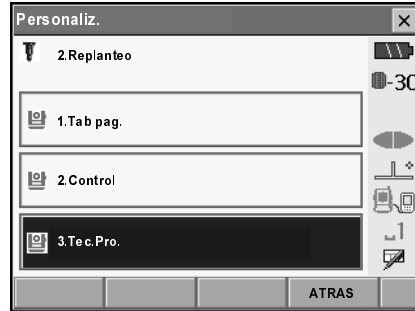 Personaliz.
2.Replanteo
-30
1.Tab pag.
2.Control
3.Tec.Pro.
1
ATRAS